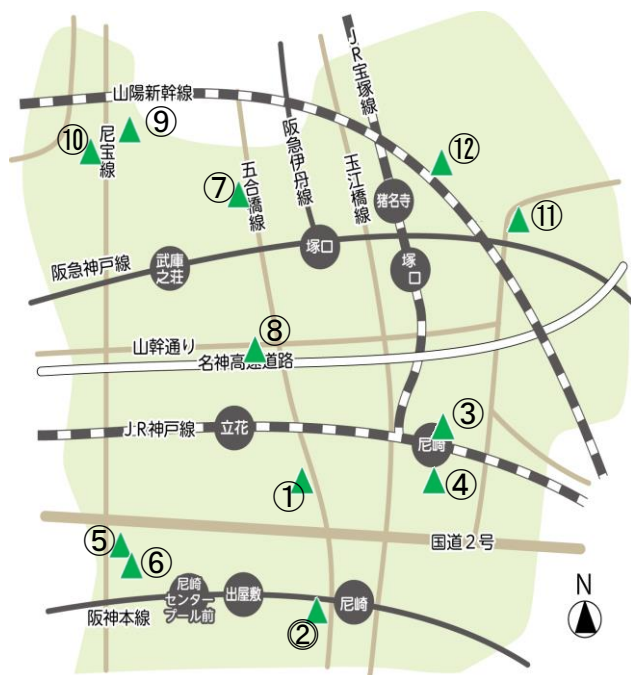 山陽新幹線
JR宝塚線
⑨
⑩
尼宝線
阪急伊丹線
⑫
⑦
五合橋線
玉江橋線
猪名寺
⑪
塚口
阪急神戸線
武庫
之荘
塚
口
⑧
山幹通り
名神高速道路
③
JR神戸線
立花
尼崎
①
④
国道2号
⑤
⑥
尼崎
センター
プール前
出屋敷
尼崎
N
阪神本線
②